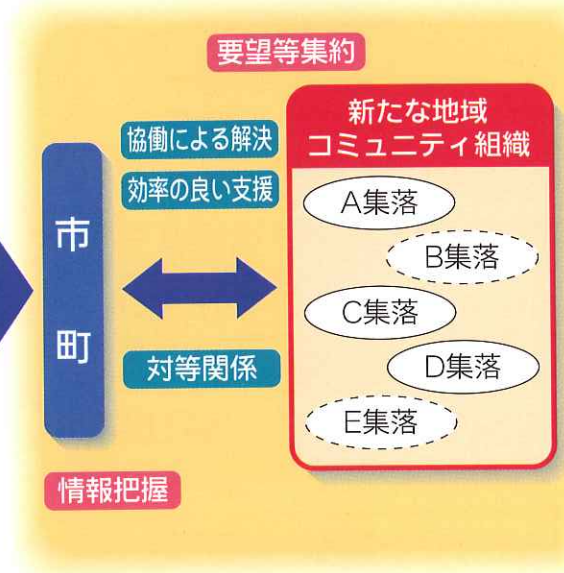 要望等集約
新たな地域
コミュニティ組織
協働による解決
効率の良い支援
市町
対等関係
A集落
B集落
C集落
D集落
E集落
情報把握